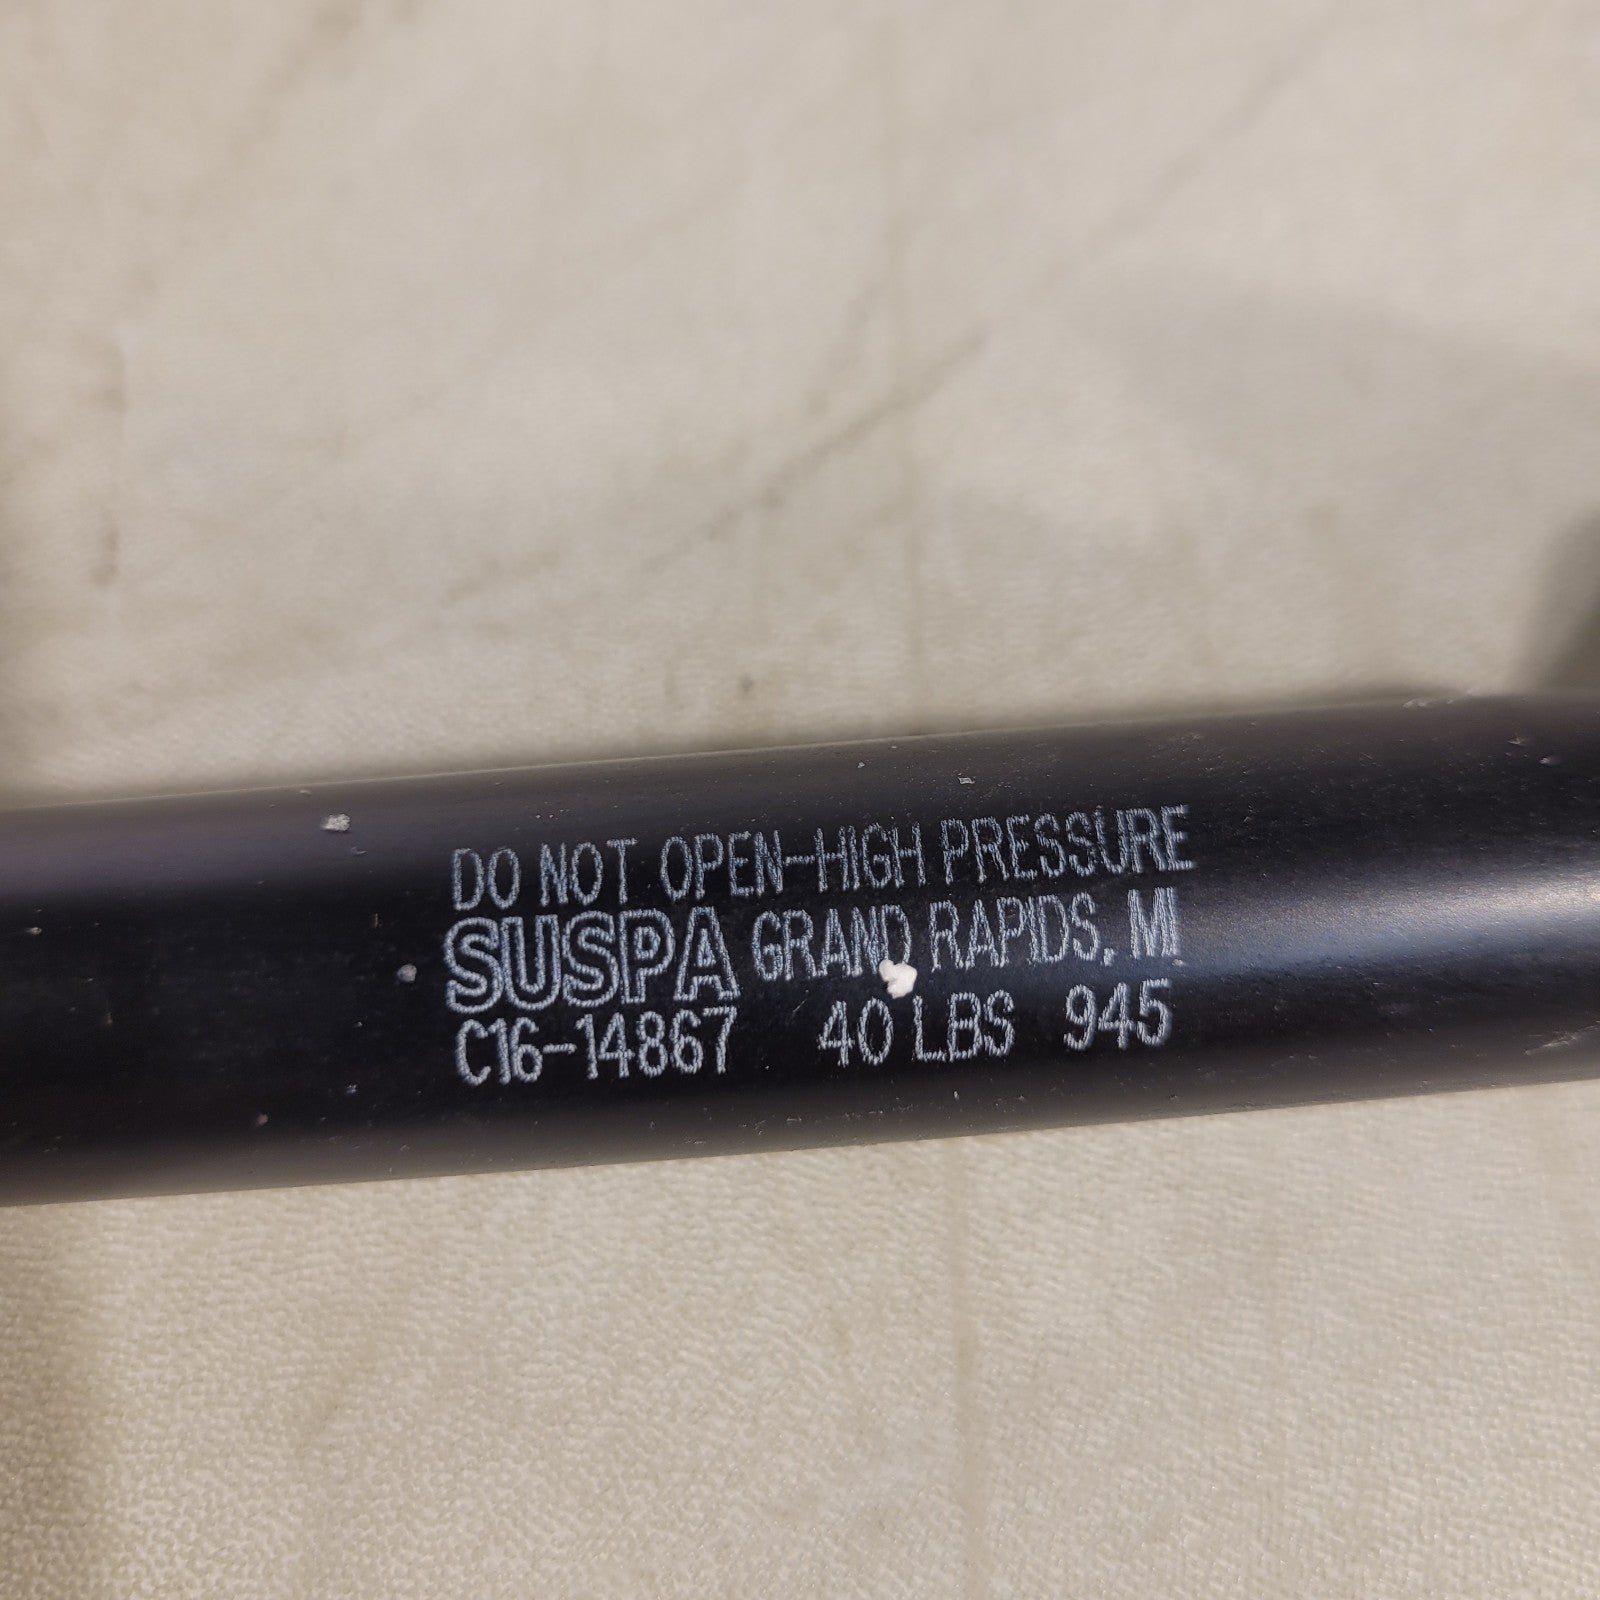 DO NOT OPEN-HIGH PRESSURE
SUSPA GRAND RAPIDS, MI
C16-14867 40 LBS 945